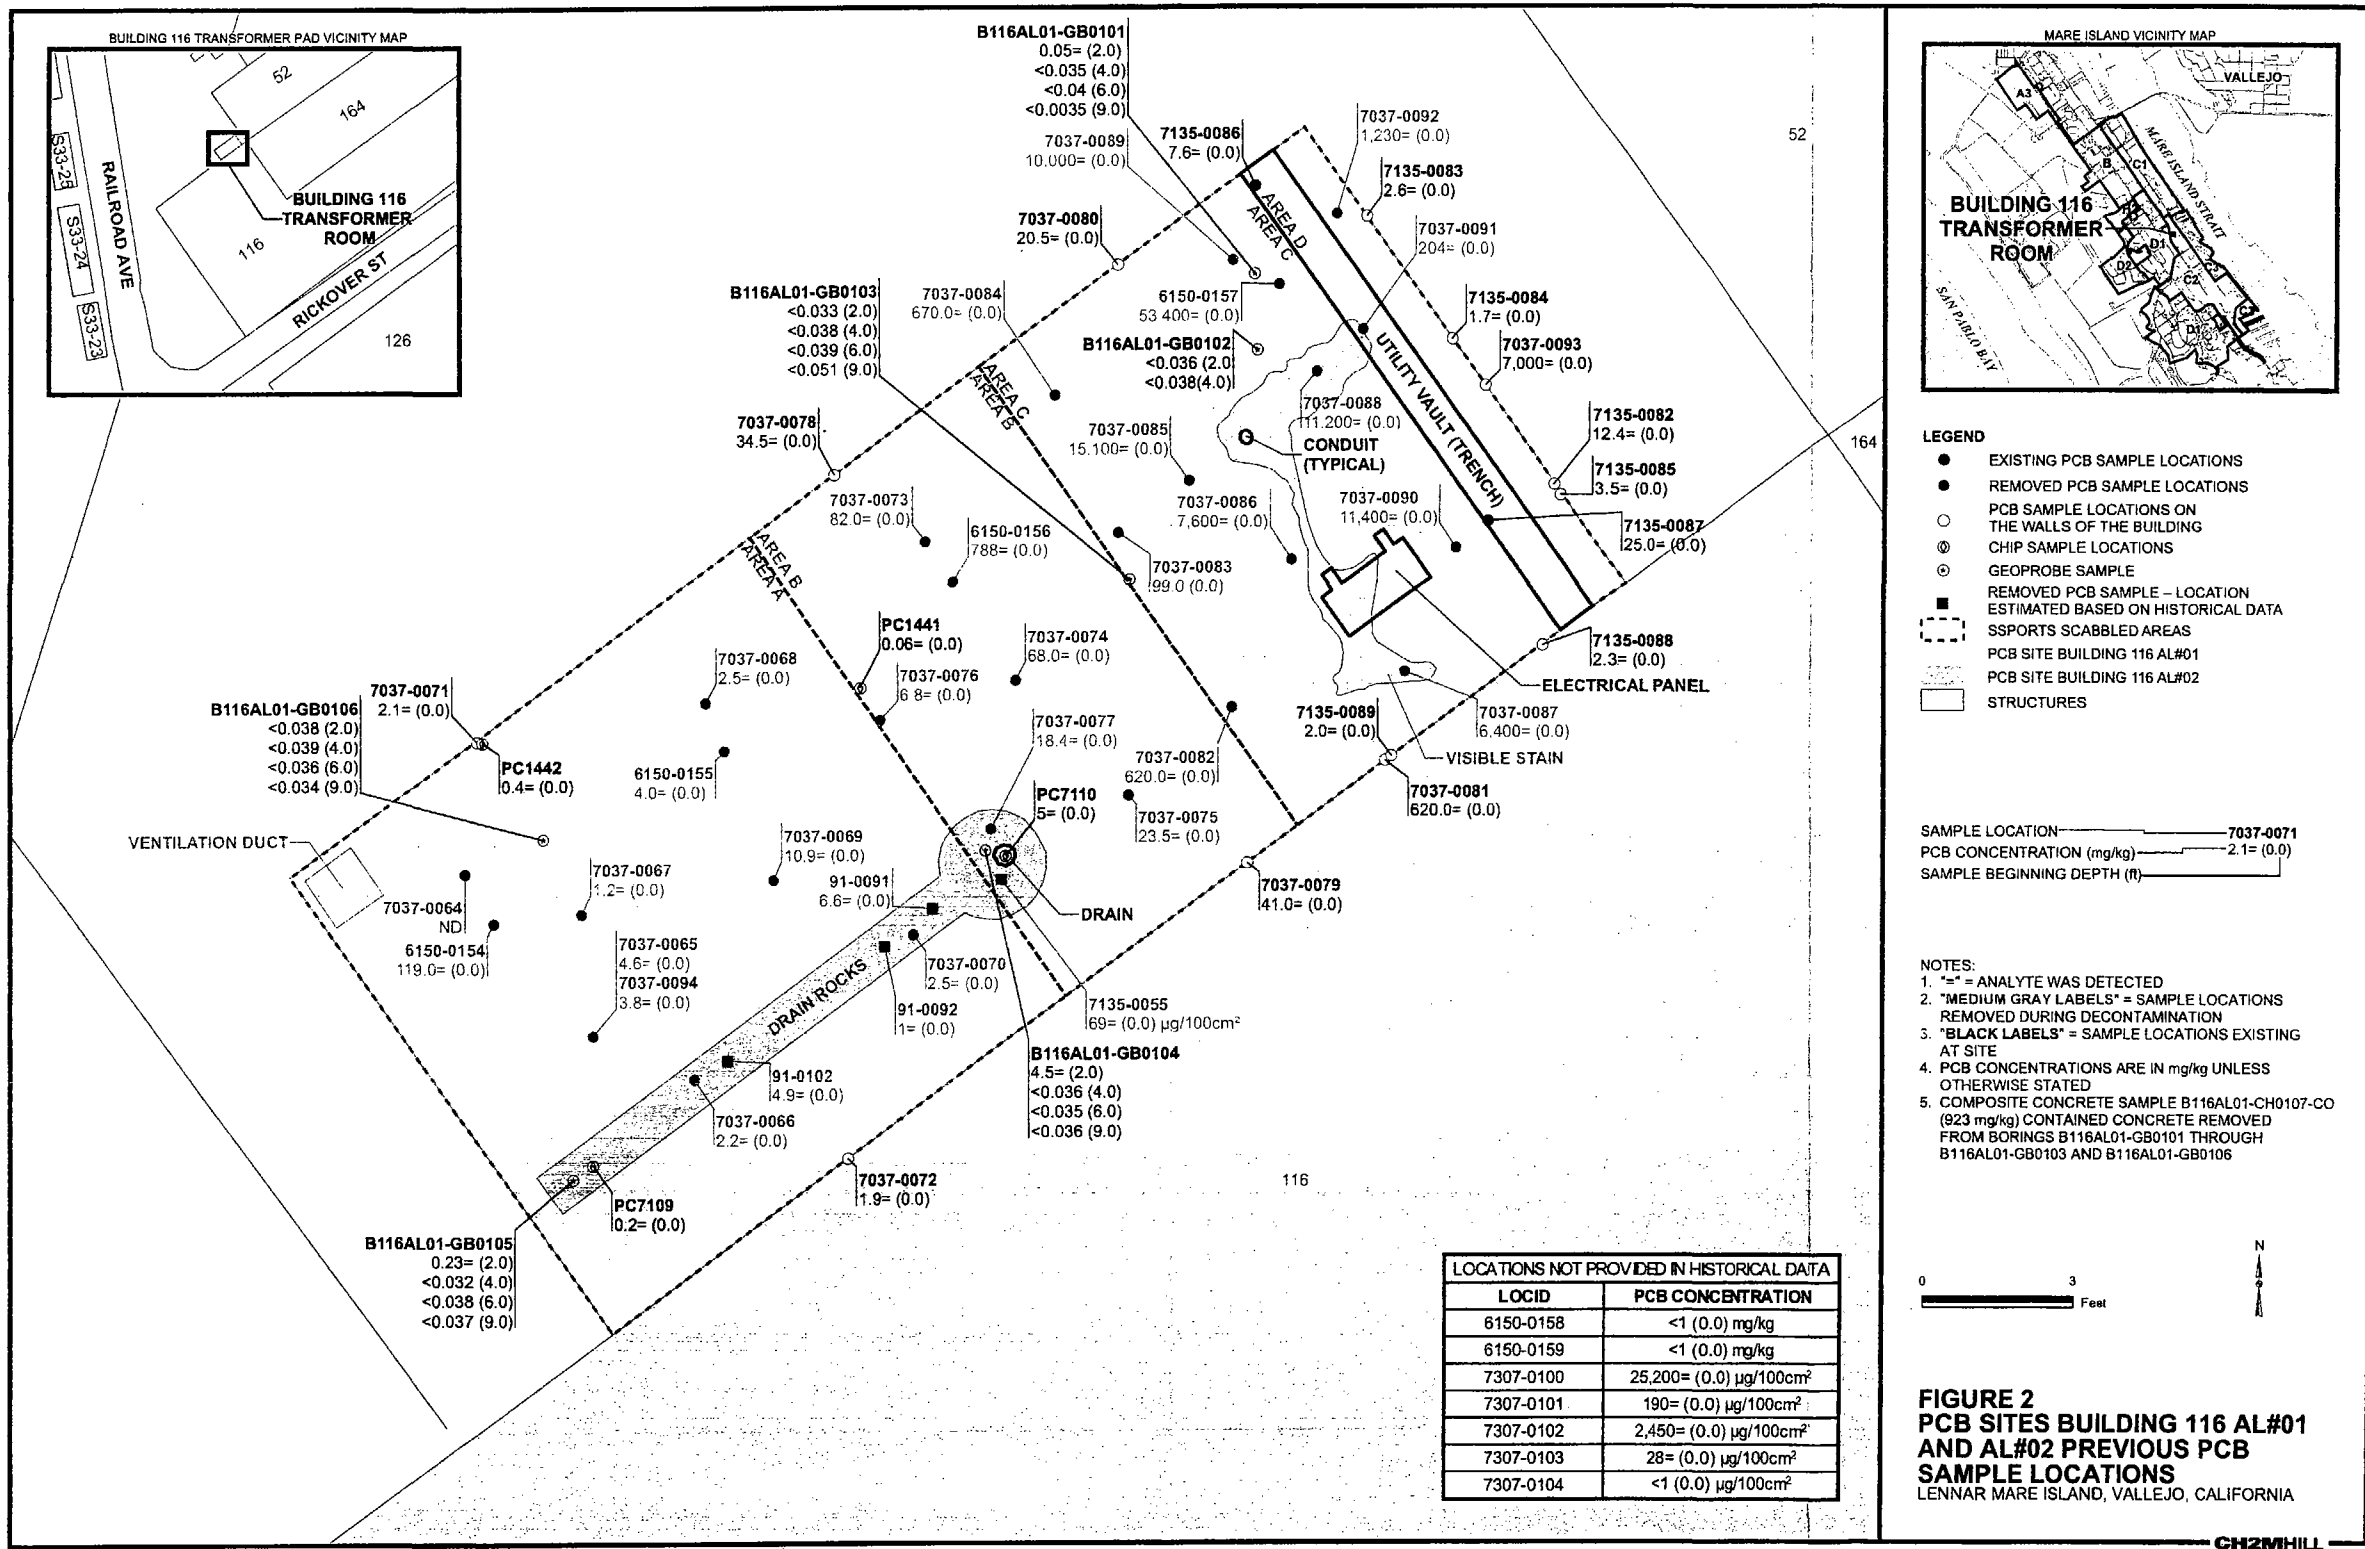 BUILDING 116 TRANSFORMER PAD VICINITY MAP
52
164
S33-25
RAILROAD AVE
S33-24
S33-23
BUILDING 116
TRANSFORMER
ROOM
116
RICKOVER ST
126
B116AL01-GB0101
0.05= (2.0)
<0.035 (4.0)
<0.04 (6.0)
<0.0035 (9.0)
7037-0089
10.000= (0.0)
7135-0086
7.6= (0.0)
7037-0092
1,230= (0.0)
7135-0083
2.6= (0.0)
7037-0091
204= (0.0)
52
7037-0080
20.5= (0.0)
AREA D
AREA C
B116AL01-GB0103
<0.033 (2.0)
<0.038 (4.0)
<0.039 (6.0)
<0.051 (9.0)
7037-0084
670.0= (0.0)
6150-0157
53 400= (0.0)
B116AL01-GB0102
<0.036 (2.0
<0.038(4.0)
7135-0084
1.7= (0.0)
7037-0093
7,000= (0.0)
UTILITY VAULT (TRENCH)
AREA C
AREA B
7037-0078
34.5= (0.0)
7037-0085
15.100= (0.0)
7037-0088
11.200= (0.0)
CONDUIT
(TYPICAL)
7135-0082
12.4= (0.0)
164
7135-0085
3.5= (0.0)
7037-0073
82.0= (0.0)
6150-0156
788= (0.0)
7037-0086
7,600= (0.0)
7037-0090
11,400= (0.0)
7135-0087
25.0= (0.0)
AREA B
AREA A
7037-0083
99.0 (0.0)
PC1441
0.06= (0.0)
7037-0074
68.0= (0.0)
7135-0088
2.3= (0.0)
7037-0068
2.5= (0.0)
7037-0076
6 8= (0.0)
ELECTRICAL PANEL
7037-0071
2.1= (0.0)
B116AL01-GB0106
<0.038 (2.0)
<0.039 (4.0)
<0.036 (6.0)
<0.034 (9.0)
7037-0077
18.4= (0.0)
7135-0089
2.0= (0.0)
7037-0087
6.400= (0.0)
VISIBLE STAIN
PC1442
0.4= (0.0)
6150-0155
4.0= (0.0)
7037-0082
620.0= (0.0)
PC7110
5= (0.0)
7037-0075
23.5= (0.0)
7037-0081
620.0= (0.0)
VENTILATION DUCT
7037-0069
10.9= (0.0)
7037-0067
1.2= (0.0)
91-0091
6.6= (0.0)
7037-0079
41.0= (0.0)
7037-0064
ND
DRAIN
6150-0154
119.0= (0.0)
7037-0065
4.6= (0.0)
7037-0094
3.8= (0.0)
7037-0070
2.5= (0.0)
DRAIN ROCKS
91-0092
1= (0.0)
7135-0055
69= (0.0) µg/100cm²
B116AL01-GB0104
4.5= (2.0)
<0.036 (4.0)
<0.035 (6.0)
<0.036 (9.0)
91-0102
4.9= (0.0)
7037-0066
2.2= (0.0)
7037-0072
1.9= (0.0)
116
PC7109
0.2= (0.0)
B116AL01-GB0105
0.23= (2.0)
<0.032 (4.0)
<0.038 (6.0)
<0.037 (9.0)
LOCATIONS NOT PROVIDED IN HISTORICAL DATA
LOCID PCB CONCENTRATION
6150-0158 <1 (0.0) mg/kg
6150-0159 <1 (0.0) mg/kg
7307-0100 25,200= (0.0) µg/100cm²
7307-0101 190= (0.0) µg/100cm²
7307-0102 2,450= (0.0) µg/100cm²
7307-0103 28= (0.0) µg/100cm²
7307-0104 <1 (0.0) µg/100cm²
MARE ISLAND VICINITY MAP
VALLEJO
A3
MARE ISLAND STRAIT
B
C1
BUILDING 116
TRANSFORMER
ROOM
D1
D2
C2
SAN PABLO BAY
D1
LEGEND
EXISTING PCB SAMPLE LOCATIONS
REMOVED PCB SAMPLE LOCATIONS
PCB SAMPLE LOCATIONS ON
THE WALLS OF THE BUILDING
CHIP SAMPLE LOCATIONS
GEOPROBE SAMPLE
REMOVED PCB SAMPLE – LOCATION
ESTIMATED BASED ON HISTORICAL DATA
SSPORTS SCABBLED AREAS
PCB SITE BUILDING 116 AL#01
PCB SITE BUILDING 116 AL#02
STRUCTURES
SAMPLE LOCATION 7037-0071
PCB CONCENTRATION (mg/kg) 2.1= (0.0)
SAMPLE BEGINNING DEPTH (ft)
NOTES:
1. "=" = ANALYTE WAS DETECTED
2. "MEDIUM GRAY LABELS" = SAMPLE LOCATIONS
REMOVED DURING DECONTAMINATION
3. "BLACK LABELS" = SAMPLE LOCATIONS EXISTING
AT SITE
4. PCB CONCENTRATIONS ARE IN mg/kg UNLESS
OTHERWISE STATED
5. COMPOSITE CONCRETE SAMPLE B116AL01-CH0107-CO
(923 mg/kg) CONTAINED CONCRETE REMOVED
FROM BORINGS B116AL01-GB0101 THROUGH
B116AL01-GB0103 AND B116AL01-GB0106
N
0 3
Feet
FIGURE 2
PCB SITES BUILDING 116 AL#01
AND AL#02 PREVIOUS PCB
SAMPLE LOCATIONS
LENNAR MARE ISLAND, VALLEJO, CALIFORNIA
CH2MHILL